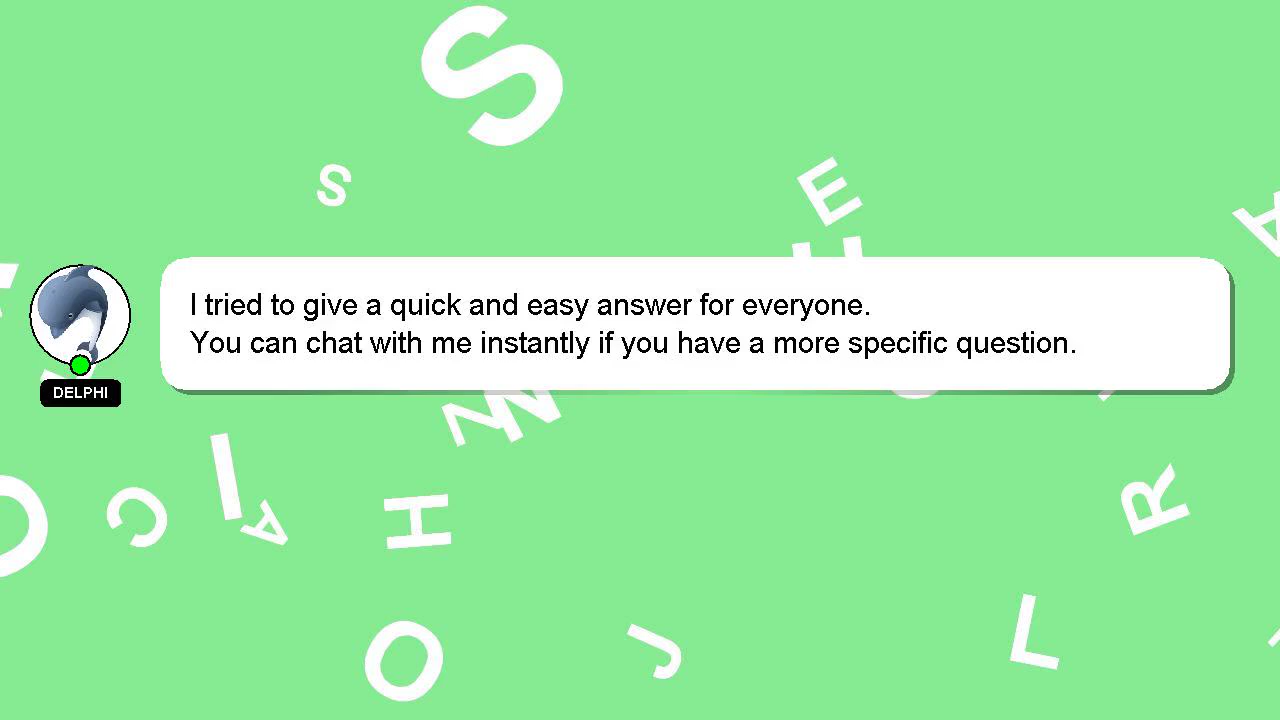 S
S
E
A
I tried to give a quick and easy answer for everyone.
You can chat with me instantly if you have a more specific question.
DELPHI
I
C
A
H
R
O
J
L